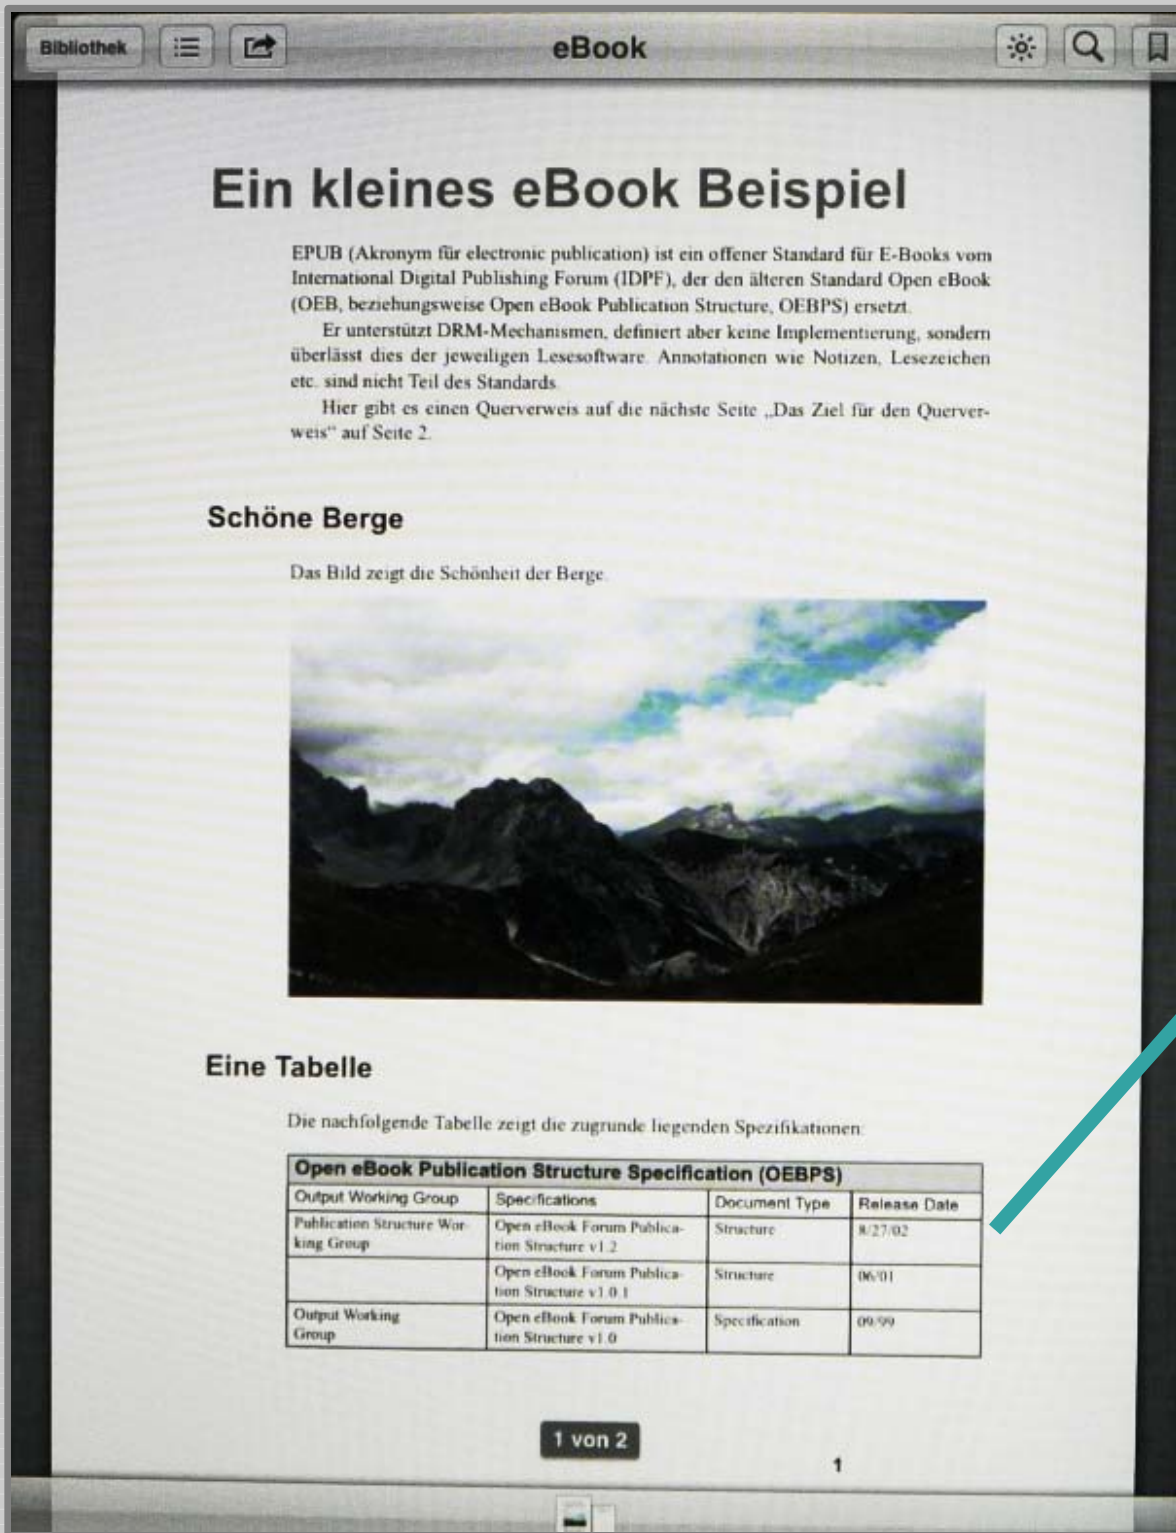 Bibliothek
eBook
Ein kleines eBook Beispiel
EPUB (Akronym für electronic publication) ist ein offener Standard für E-Books vom
International Digital Publishing Forum (IDPF), der den älteren Standard Open eBook
(OEB, beziehungsweise Open eBook Publication Structure, OEBPS) ersetzt.
Er unterstützt DRM-Mechanismen, definiert aber keine Implementierung, sondern
überlässt dies der jeweiligen Lesesoftware. Annotationen wie Notizen, Lesezeichen
etc. sind nicht Teil des Standards.
Hier gibt es einen Querverweis auf die nächste Seite „Das Ziel für den Querver-
weis“ auf Seite 2.
Schöne Berge
Das Bild zeigt die Schönheit der Berge.
Eine Tabelle
Die nachfolgende Tabelle zeigt die zugrunde liegenden Spezifikationen:
Open eBook Publication Structure Specification (OEBPS)
Output Working Group Specifications Document Type Release Date
Publication Structure Wor- Open eBook Forum Publica- Structure 8/27/02
king Group tion Structure v1.2
Open eBook Forum Publica- Structure 06/01
tion Structure v1.0.1
Output Working Open eBook Forum Publica- Specification 09/99
Group tion Structure v1.0
1 von 2
1